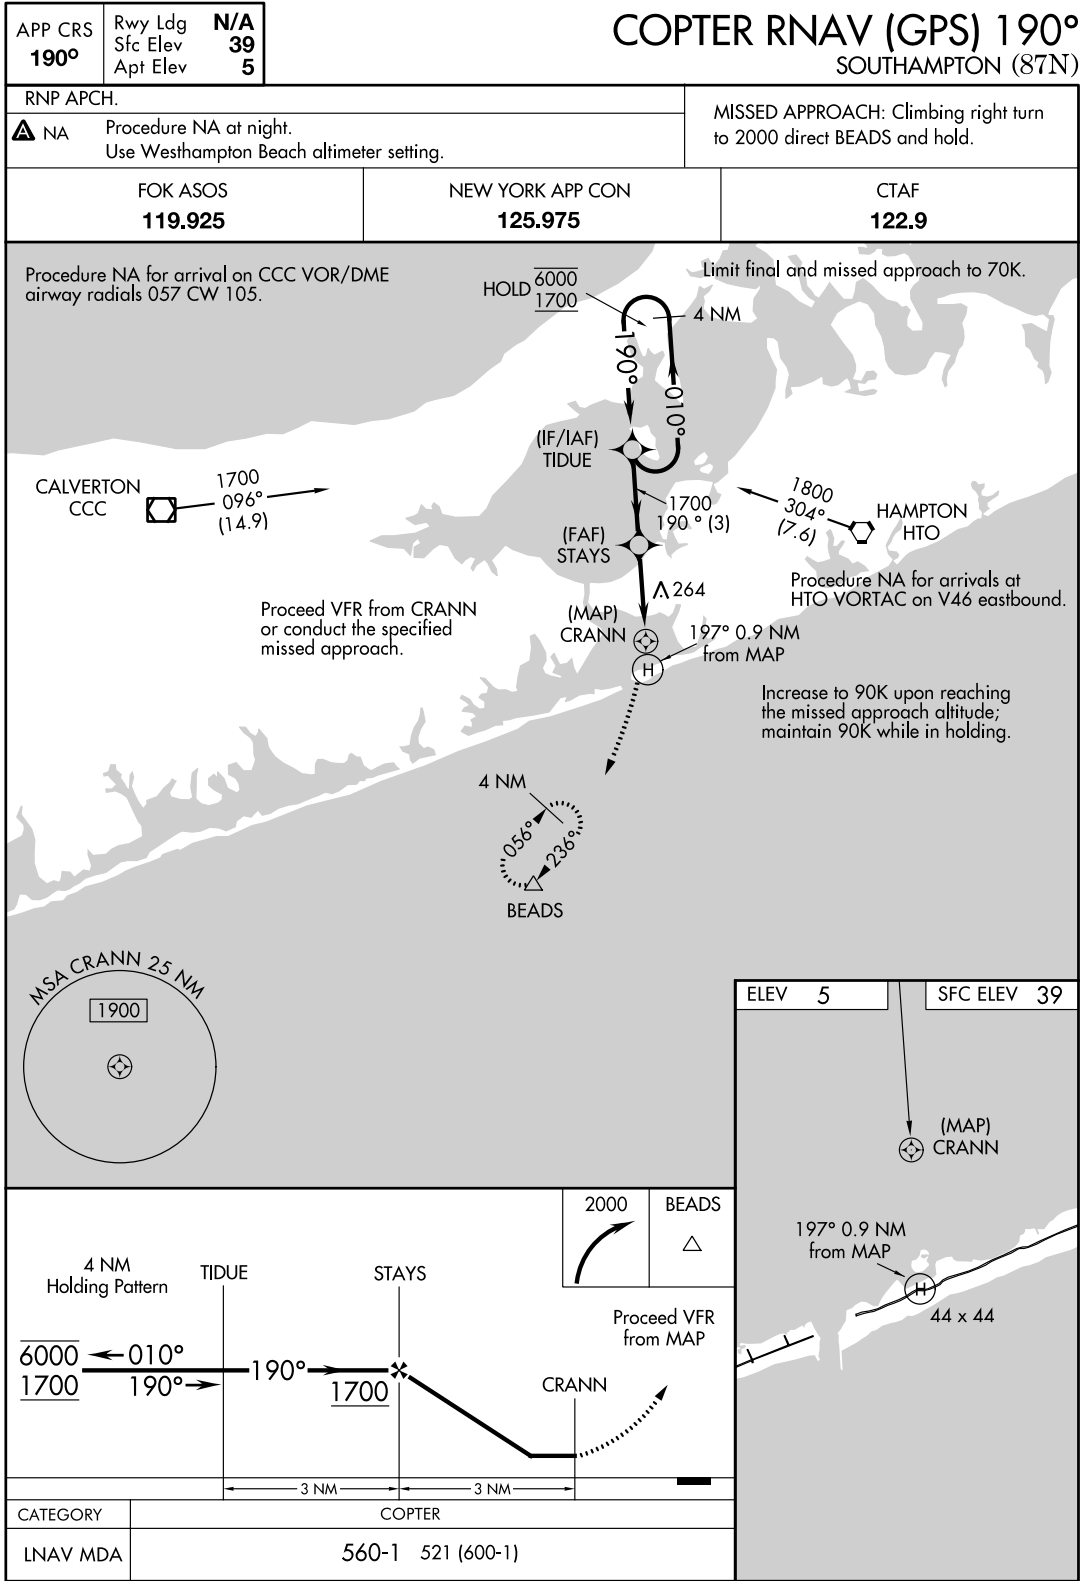 APP CRS
190°
Rwy Ldg N/A
Sfc Elev 39
Apt Elev 5
COPTER RNAV (GPS) 190°
SOUTHAMPTON (87N)
RNP APCH.
A NA
Procedure NA at night.
Use Westhampton Beach altimeter setting.
MISSED APPROACH: Climbing right turn
to 2000 direct BEADS and hold.
FOK ASOS
119.925
NEW YORK APP CON
125.975
CTAF
122.9
Procedure NA for arrival on CCC VOR/DME
airway radials 057 CW 105.
HOLD 6000
1700
Limit final and missed approach to 70K.
4 NM
190°
010°
(IF/IAF)
TIDUE
CALVERTON
CCC
1700
096°
(14.9)
1700
190° (3)
1800
304°
(7.6)
HAMPTON
HTO
(FAF)
STAYS
264
Procedure NA for arrivals at
HTO VORTAC on V46 eastbound.
Proceed VFR from CRANN
or conduct the specified
missed approach.
(MAP)
CRANN
197° 0.9 NM
from MAP
H
Increase to 90K upon reaching
the missed approach altitude;
maintain 90K while in holding.
4 NM
056°
236°
BEADS
MSA CRANN 25 NM
1900
ELEV 5
SFC ELEV 39
(MAP)
CRANN
197° 0.9 NM
from MAP
H
44 x 44
2000
BEADS
4 NM
Holding Pattern
TIDUE
STAYS
Proceed VFR
from MAP
6000
1700
010°
190°
190°
1700
CRANN
3 NM
3 NM
CATEGORY
COPTER
LNAV MDA
560-1 521 (600-1)